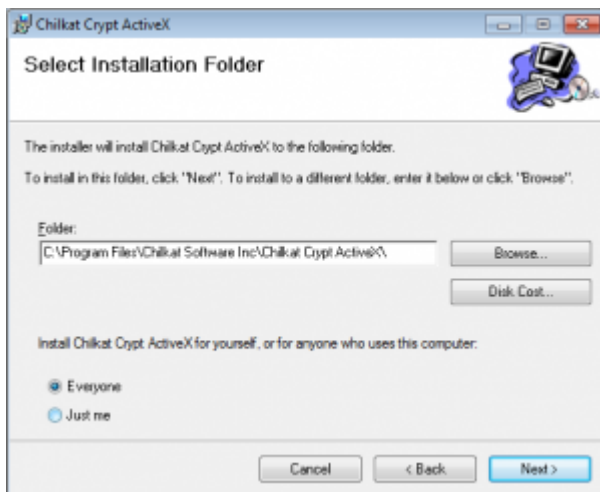 Chilkat Crypt ActiveX
Select Installation Folder
The installer will install Chilkat Crypt ActiveX to the following folder.
To install in this folder, click "Next". To install to a different folder, enter it below or click "Browse".
Folder:
C:\Program Files\Chilkat Software Inc\Chilkat Crypt ActiveX\
Browse...
Disk Cost...
Install Chilkat Crypt ActiveX for yourself, or for anyone who uses this computer:
Everyone
Just me
Cancel
< Back
Next >